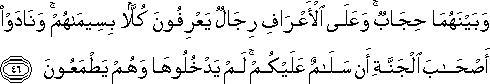 وَبَيْنَهُمَا حِجَابٌ ۚ وَعَلَى ٱلْأَعْرَافِ رِجَالٌ يَعْرِفُونَ كُلًّۢا بِسِيمَىٰهُمْ ۚ وَنَادَوْا۟
أَصْحَـٰبَ ٱلْجَنَّةِ أَن سَلَـٰمٌ عَلَيْكُمْ ۚ لَمْ يَدْخُلُوهَا وَهُمْ يَطْمَعُونَ ﴿٤٦﴾